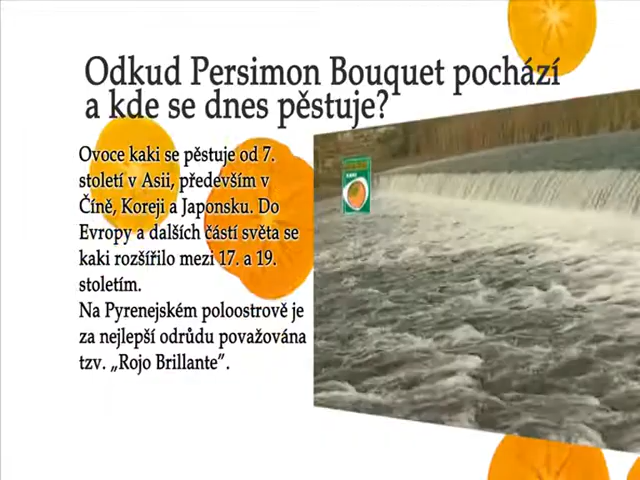 Odkud Persimon Bouquet pochází
a kde se dnes pěstuje?
Ovoce kaki se pěstuje od 7.
století v Asii, především v
Číně, Koreji a Japonsku. Do
Evropy a dalších částí světa se
kaki rozšířilo mezi 17. a 19.
stoletím.
Na Pyrenejském poloostrově je
za nejlepší odrůdu považována
tzv. „Rojo Brillante”.